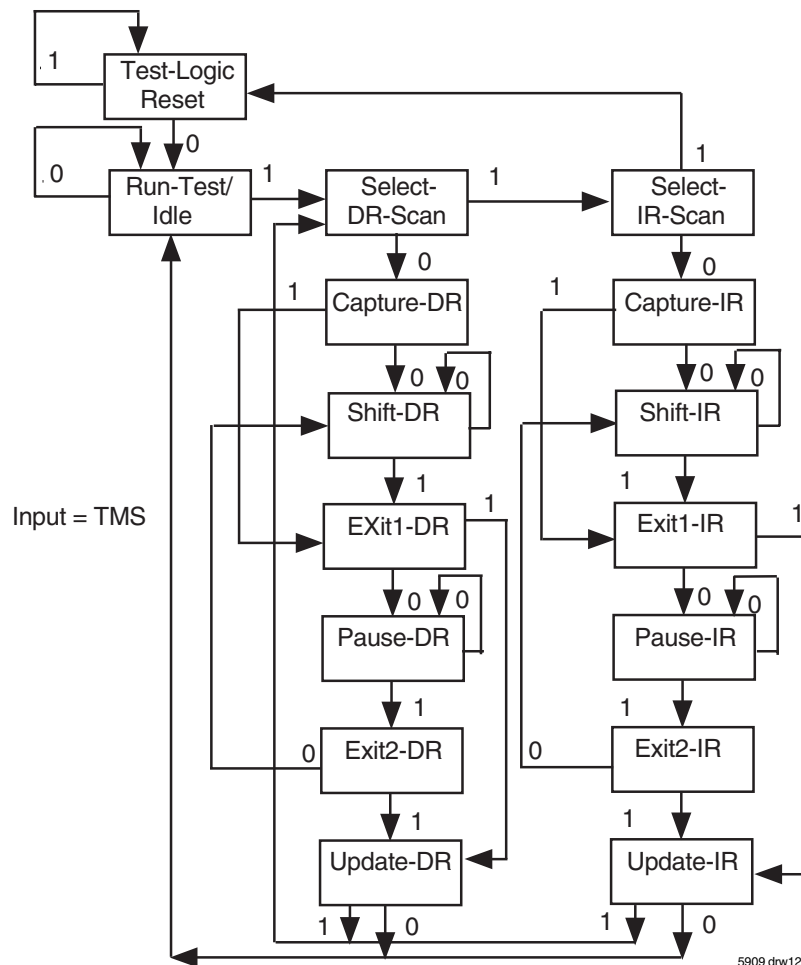 1
Test-Logic
Reset
0
1
0
Run-Test/
Idle
1
Select-
DR-Scan
1
Select-
IR-Scan
0
0
1
Capture-DR
1
Capture-IR
0
0
0
0
Shift-DR
Shift-IR
1
1
Input = TMS
EXit1-DR
1
Exit1-IR
1
0
0
0
0
Pause-DR
Pause-IR
1
1
0
Exit2-DR
0
Exit2-IR
1
1
Update-DR
Update-IR
1
0
1
0
5909 drw12